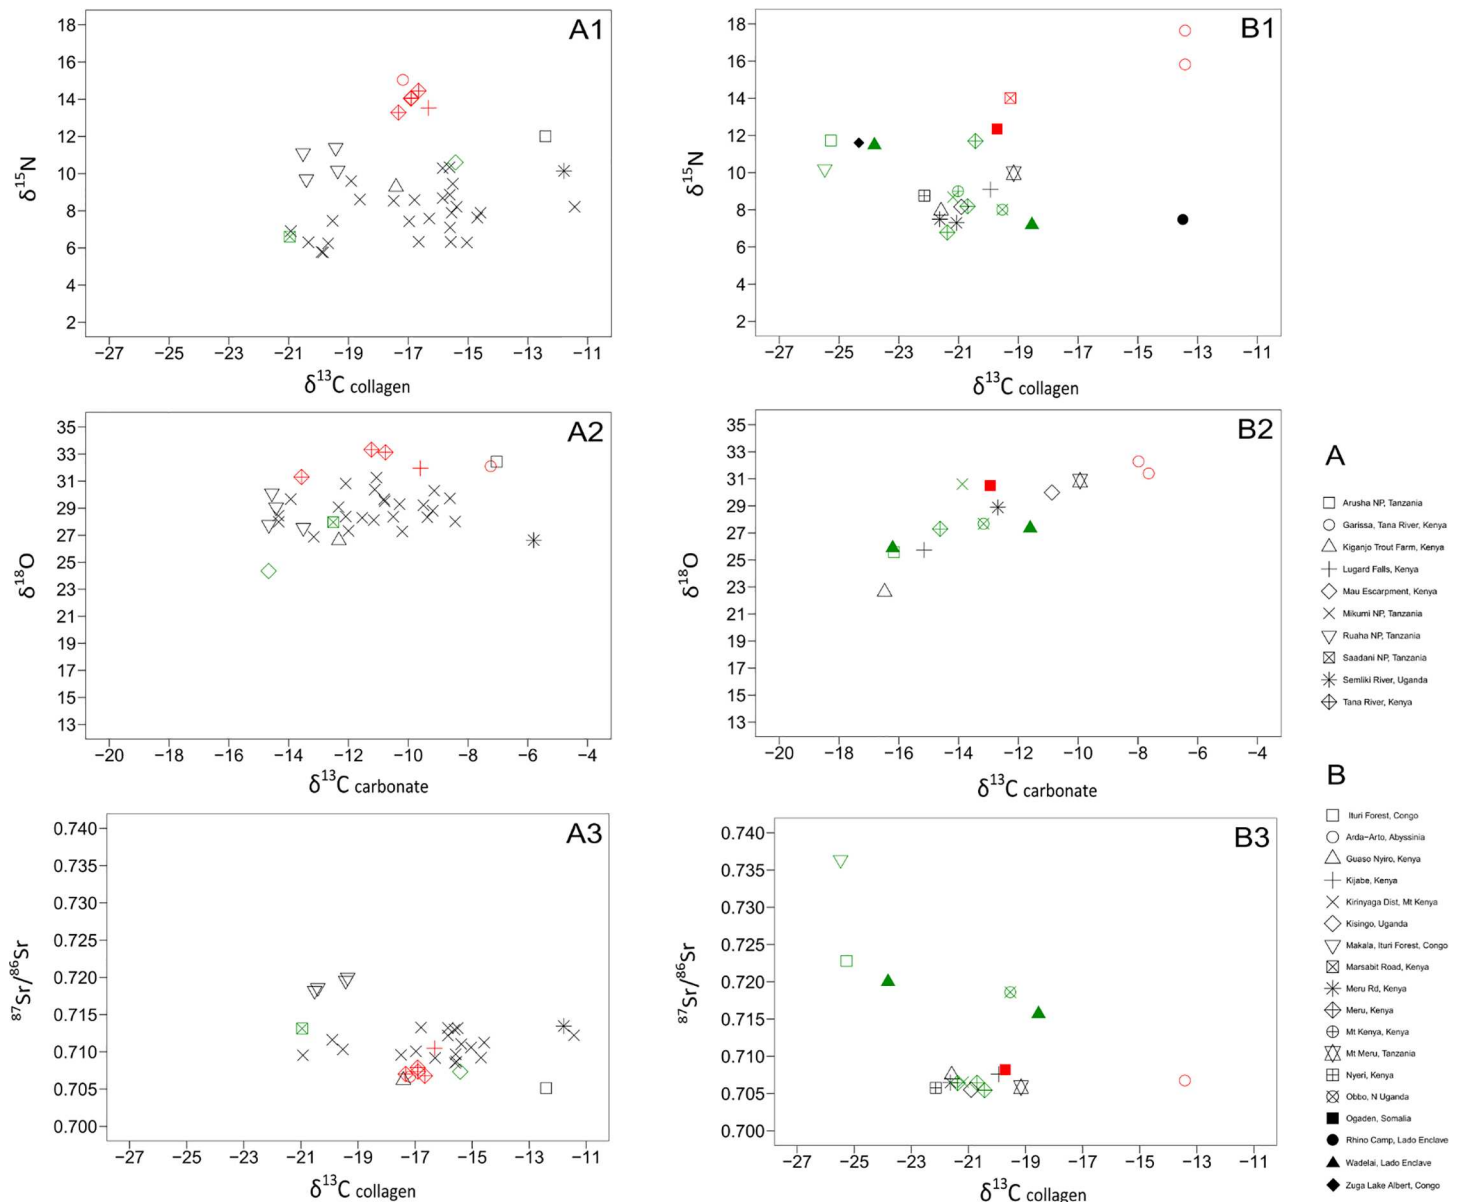 A1
18
16
14
12
10
8
6
4
2
δ15N
−27 −25 −23 −21 −19 −17 −15 −13 −11
δ13C collagen
B1
18
16
14
12
10
8
6
4
2
δ15N
−27 −25 −23 −21 −19 −17 −15 −13 −11
δ13C collagen
A2
35
33
31
29
27
25
23
21
19
17
15
13
δ18O
−20 −18 −16 −14 −12 −10 −8 −6 −4
δ13C carbonate
B2
35
33
31
29
27
25
23
21
19
17
15
13
δ18O
−20 −18 −16 −14 −12 −10 −8 −6 −4
δ13C carbonate
A3
0.740
0.735
0.730
0.725
0.720
0.715
0.710
0.705
0.700
87Sr/86Sr
−27 −25 −23 −21 −19 −17 −15 −13 −11
δ13C collagen
B3
0.740
0.735
0.730
0.725
0.720
0.715
0.710
0.705
0.700
87Sr/86Sr
−27 −25 −23 −21 −19 −17 −15 −13 −11
δ13C collagen
A
Arusha NP, Tanzania
Garissa, Tana River, Kenya
Kiganjo Trout Farm, Kenya
Lugard Falls, Kenya
Mau Escarpment, Kenya
Mikumi NP, Tanzania
Ruaha NP, Tanzania
Saadani NP, Tanzania
Semliki River, Uganda
Tana River, Kenya
B
Ituri Forest, Congo
Arda−Arto, Abyssinia
Guaso Nyiro, Kenya
Kijabe, Kenya
Kirinyaga Dist, Mt Kenya
Kisingo, Uganda
Makala, Ituri Forest, Congo
Marsabit Road, Kenya
Meru Rd, Kenya
Meru, Kenya
Mt Kenya, Kenya
Mt Meru, Tanzania
Nyeri, Kenya
Obbo, N Uganda
Ogaden, Somalia
Rhino Camp, Lado Enclave
Wadelai, Lado Enclave
Zuga Lake Albert, Congo